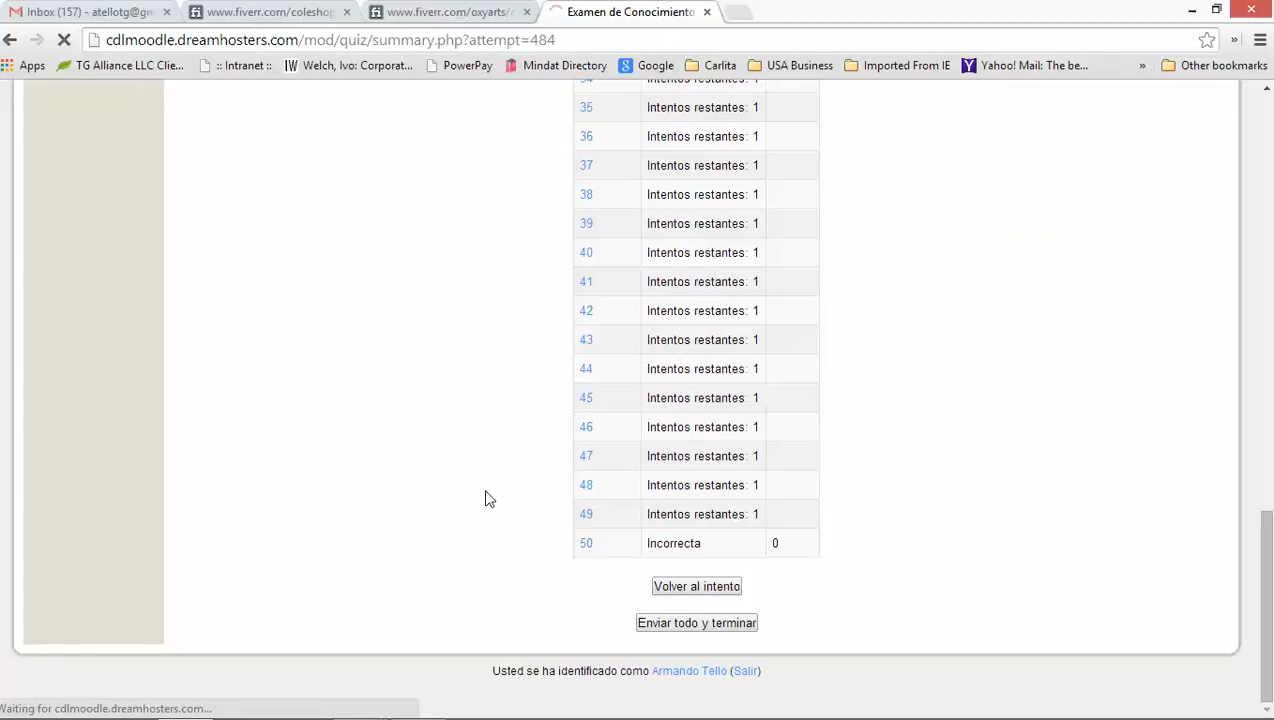 Inbox (157) - atellotg@gm
www.fiverr.com/coleshop
www.fiverr.com/oxyarts/r
Examen de Conocimiento
cdlmoodle.dreamhosters.com/mod/quiz/summary.php?attempt=484
Apps TG Alliance LLC Clie... :: Intranet :: Welch, Ivo: Corporat... PowerPay Mindat Directory Google Carlita USA Business Imported From IE Yahoo! Mail: The be... » Other bookmarks
34 Intentos restantes: 1
35 Intentos restantes: 1
36 Intentos restantes: 1
37 Intentos restantes: 1
38 Intentos restantes: 1
39 Intentos restantes: 1
40 Intentos restantes: 1
41 Intentos restantes: 1
42 Intentos restantes: 1
43 Intentos restantes: 1
44 Intentos restantes: 1
45 Intentos restantes: 1
46 Intentos restantes: 1
47 Intentos restantes: 1
48 Intentos restantes: 1
49 Intentos restantes: 1
50 Incorrecta 0
Volver al intento
Enviar todo y terminar
Usted se ha identificado como Armando Tello (Salir)
Waiting for cdlmoodle.dreamhosters.com...